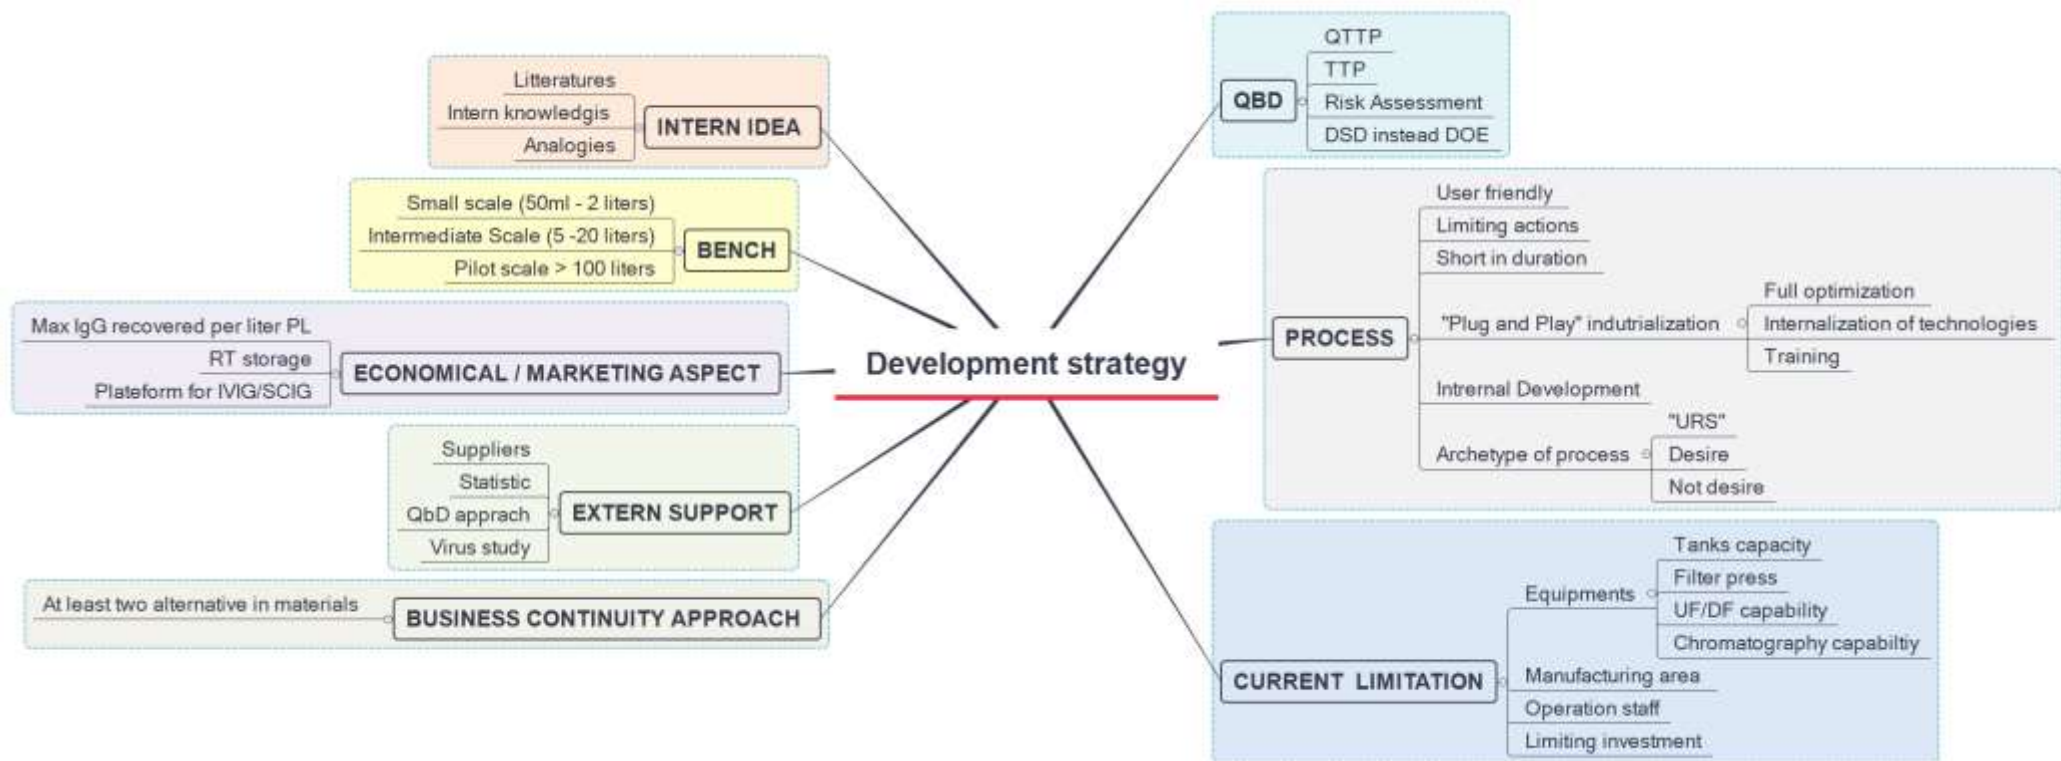 Development strategy
INTERN IDEA
Litteratures
Intern knowledgis
Analogies
BENCH
Small scale (50ml - 2 liters)
Intermediate Scale (5 -20 liters)
Pilot scale > 100 liters
ECONOMICAL / MARKETING ASPECT
Max IgG recovered per liter PL
RT storage
Plateform for IVIG/SCIG
EXTERN SUPPORT
Suppliers
Statistic
QbD apprach
Virus study
BUSINESS CONTINUITY APPROACH
At least two alternative in materials
QBD
QTTP
TTP
Risk Assessment
DSD instead DOE
PROCESS
User friendly
Limiting actions
Short in duration
"Plug and Play" indutrialization
Full optimization
Internalization of technologies
Training
Intrernal Development
Archetype of process
"URS"
Desire
Not desire
CURRENT LIMITATION
Equipments
Tanks capacity
Filter press
UF/DF capability
Chromatography capabiltiy
Manufacturing area
Operation staff
Limiting investment